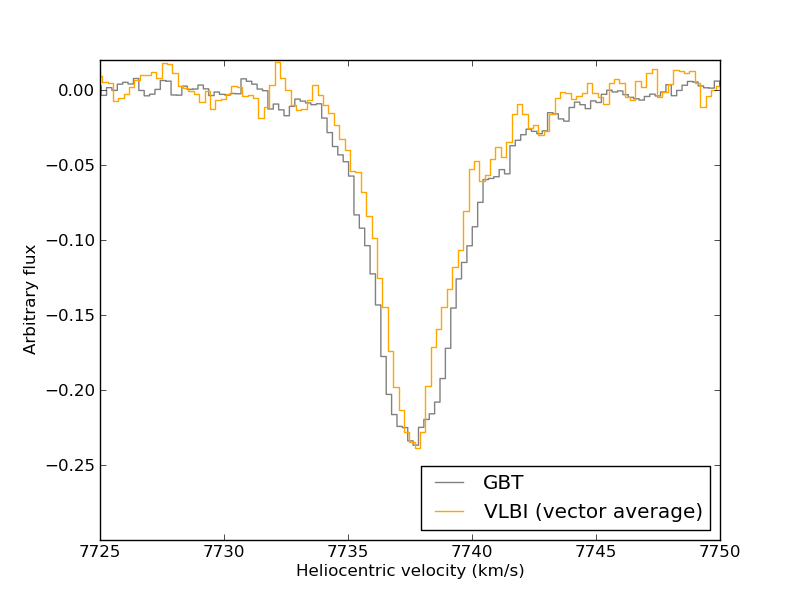 0.00
−0.05
−0.10
−0.15
−0.20
−0.25
Arbitrary flux
GBT
VLBI (vector average)
7725 7730 7735 7740 7745 7750
Heliocentric velocity (km/s)